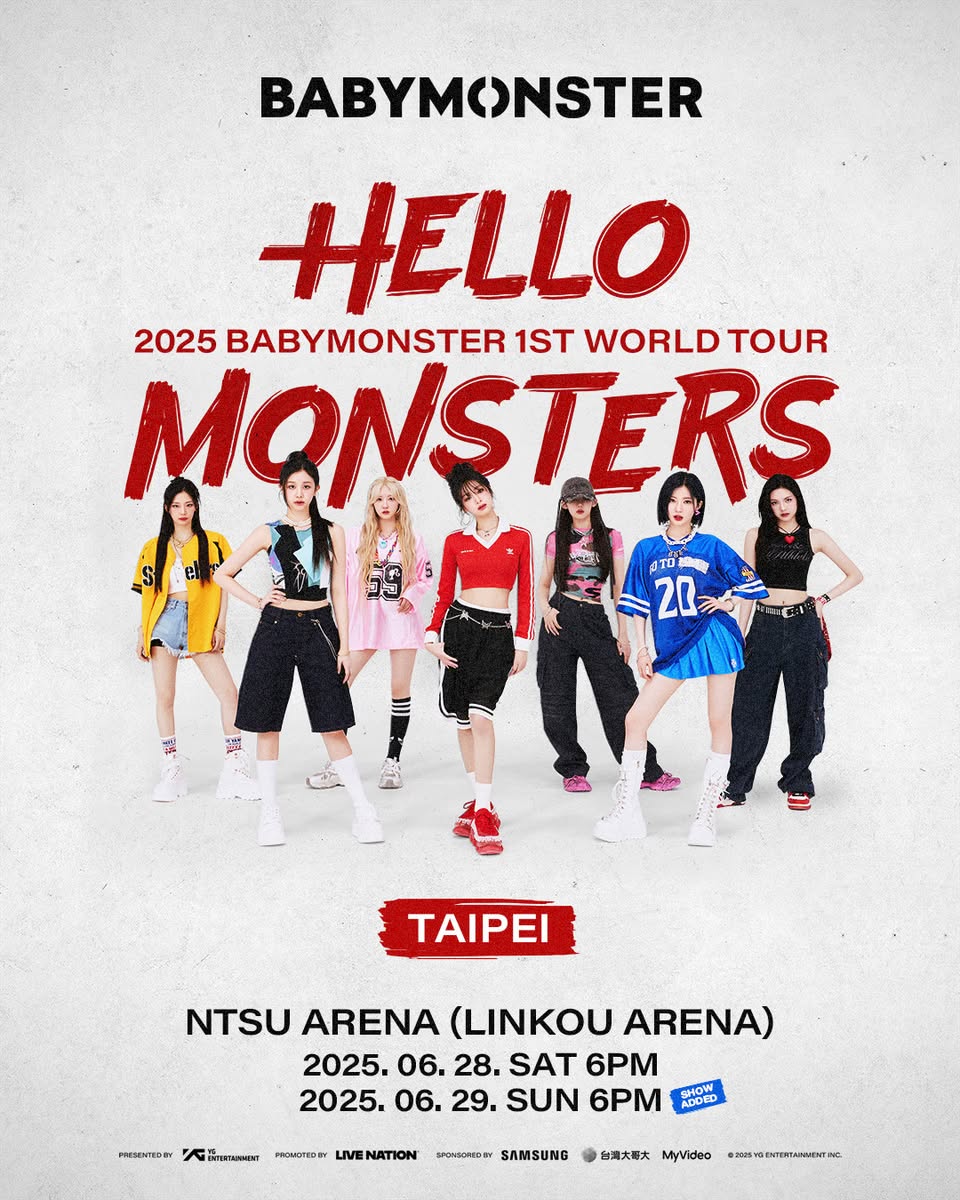 BABYMONSTER
HELLO
2025 BABYMONSTER 1ST WORLD TOUR
MONSTERS
59
20
TAIPEI
NTSU ARENA (LINKOU ARENA)
2025. 06. 28. SAT 6PM
2025. 06. 29. SUN 6PM SHOW ADDED
PRESENTED BY YG ENTERTAINMENT PROMOTED BY LIVE NATION SPONSORED BY SAMSUNG 台灣大哥大 MyVideo © 2025 YG ENTERTAINMENT INC.